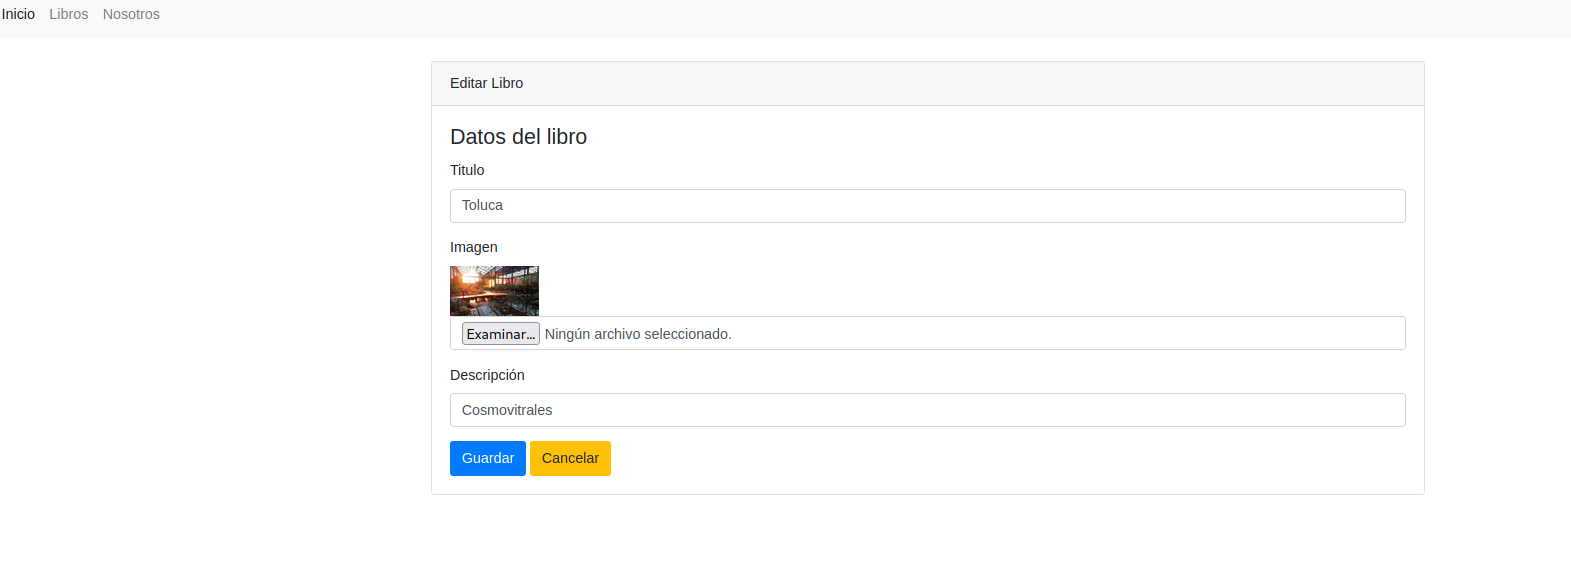 Inicio Libros Nosotros
Editar Libro
Datos del libro
Titulo
Toluca
Imagen
Examinar... Ningún archivo seleccionado.
Descripción
Cosmovitrales
Guardar Cancelar